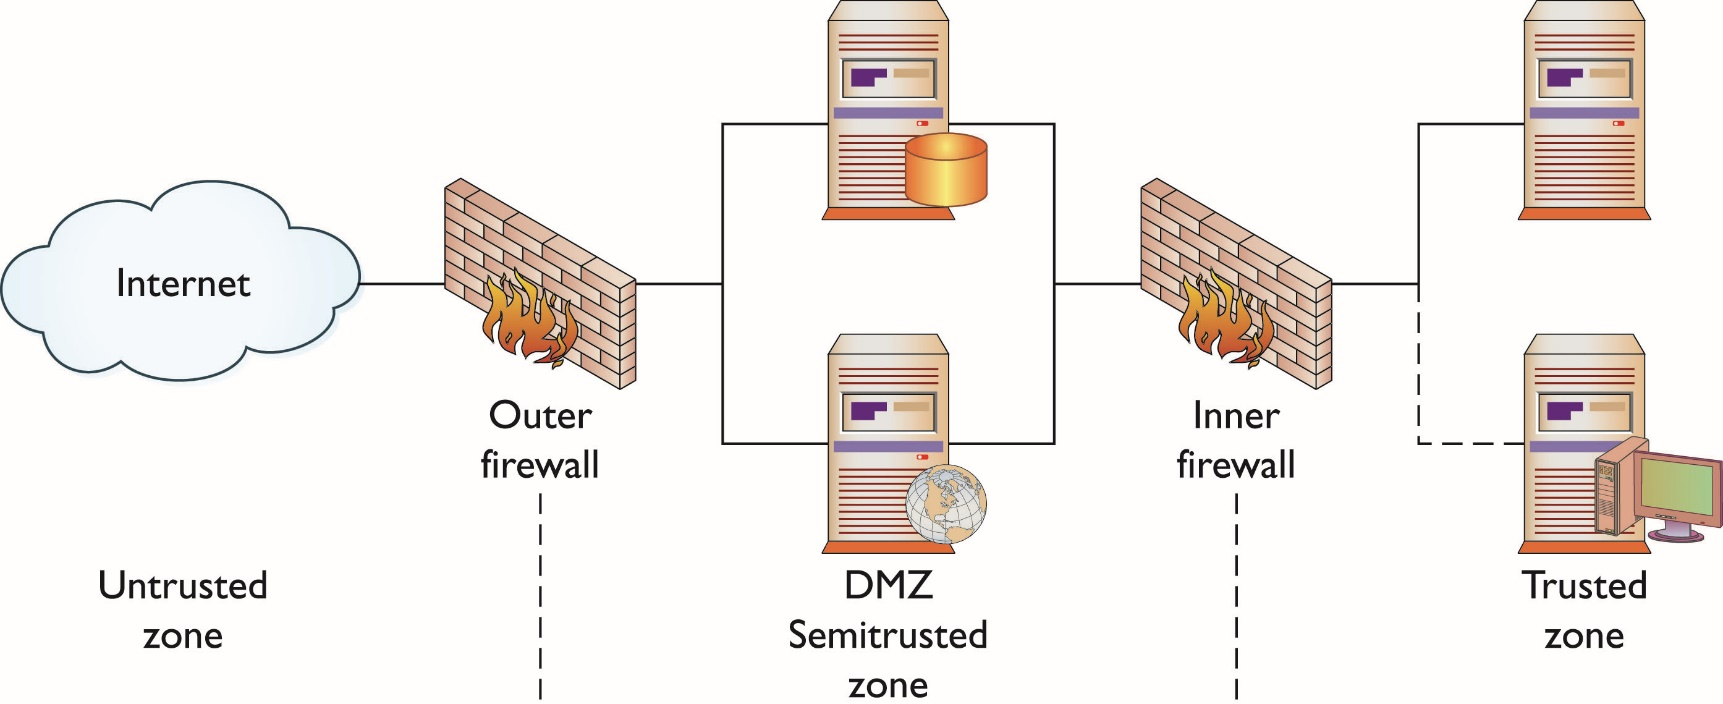 Internet
Outer
firewall
Inner
firewall
Untrusted
zone
DMZ
Semitrusted
zone
Trusted
zone